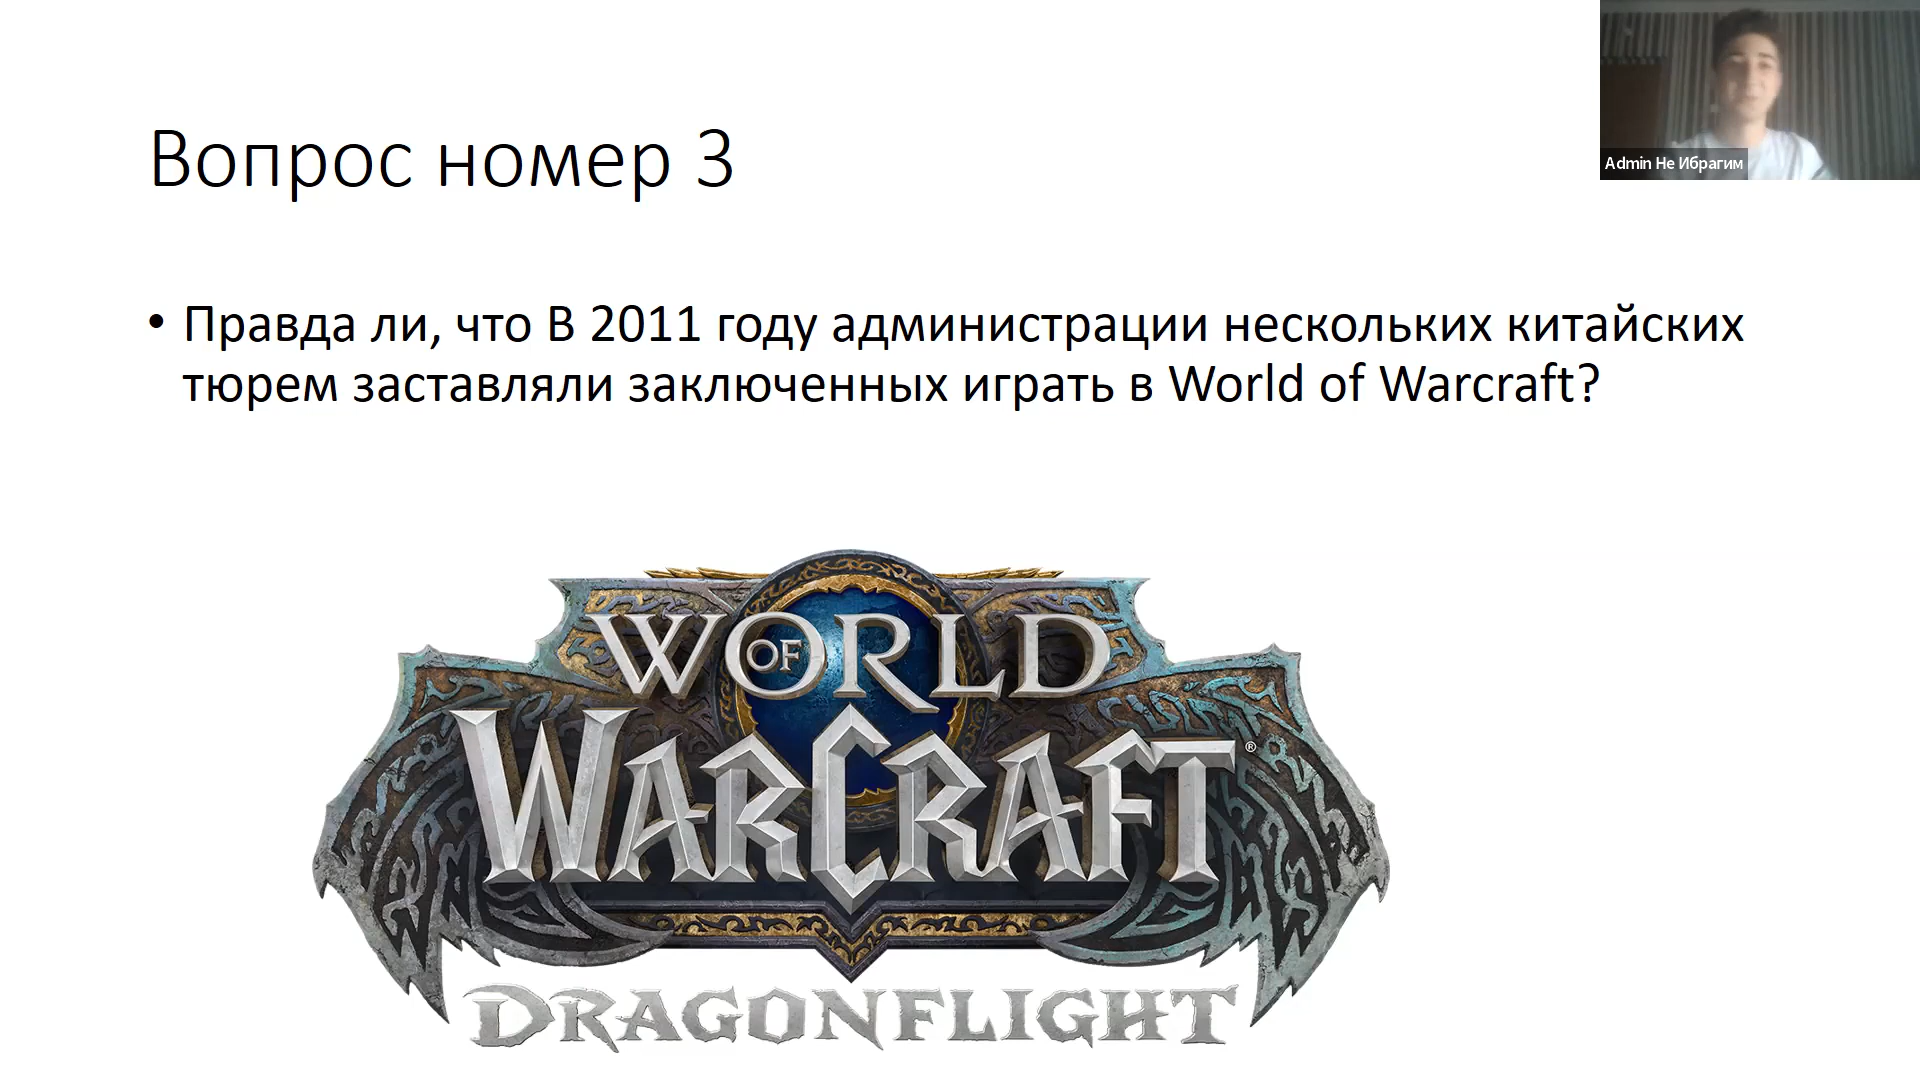 Вопрос номер 3
Admin Не Ибрагим
• Правда ли, что В 2011 году администрации нескольких китайских
тюрем заставляли заключенных играть в World of Warcraft?
WORLD
OF
WARCRAFT®
DRAGONFLIGHT